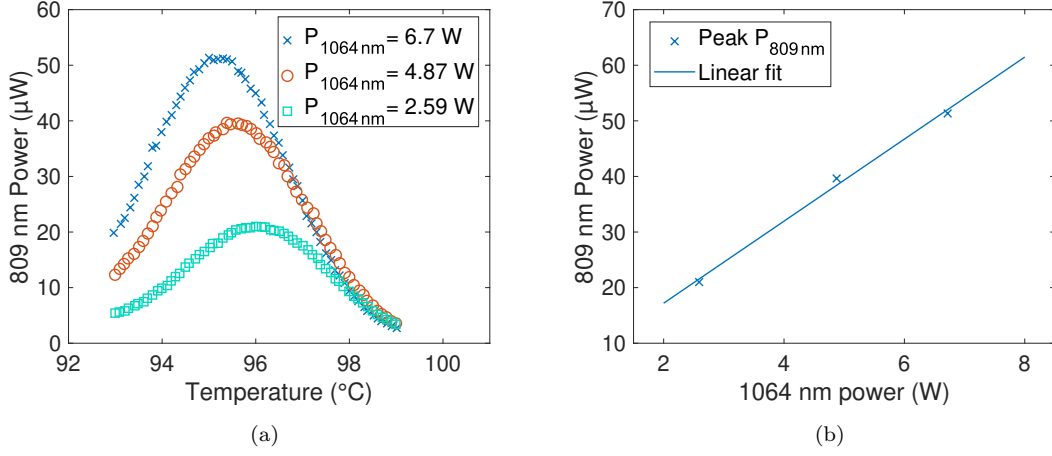 P1064 nm= 6.7 W
P1064 nm= 4.87 W
P1064 nm= 2.59 W
60
50
40
30
20
10
0
809 nm Power (µW)
92
94
96
98
100
Temperature (°C)
(a)
Peak P809 nm
Linear fit
70
60
50
40
30
20
10
809 nm Power (µW)
2
4
6
8
1064 nm power (W)
(b)